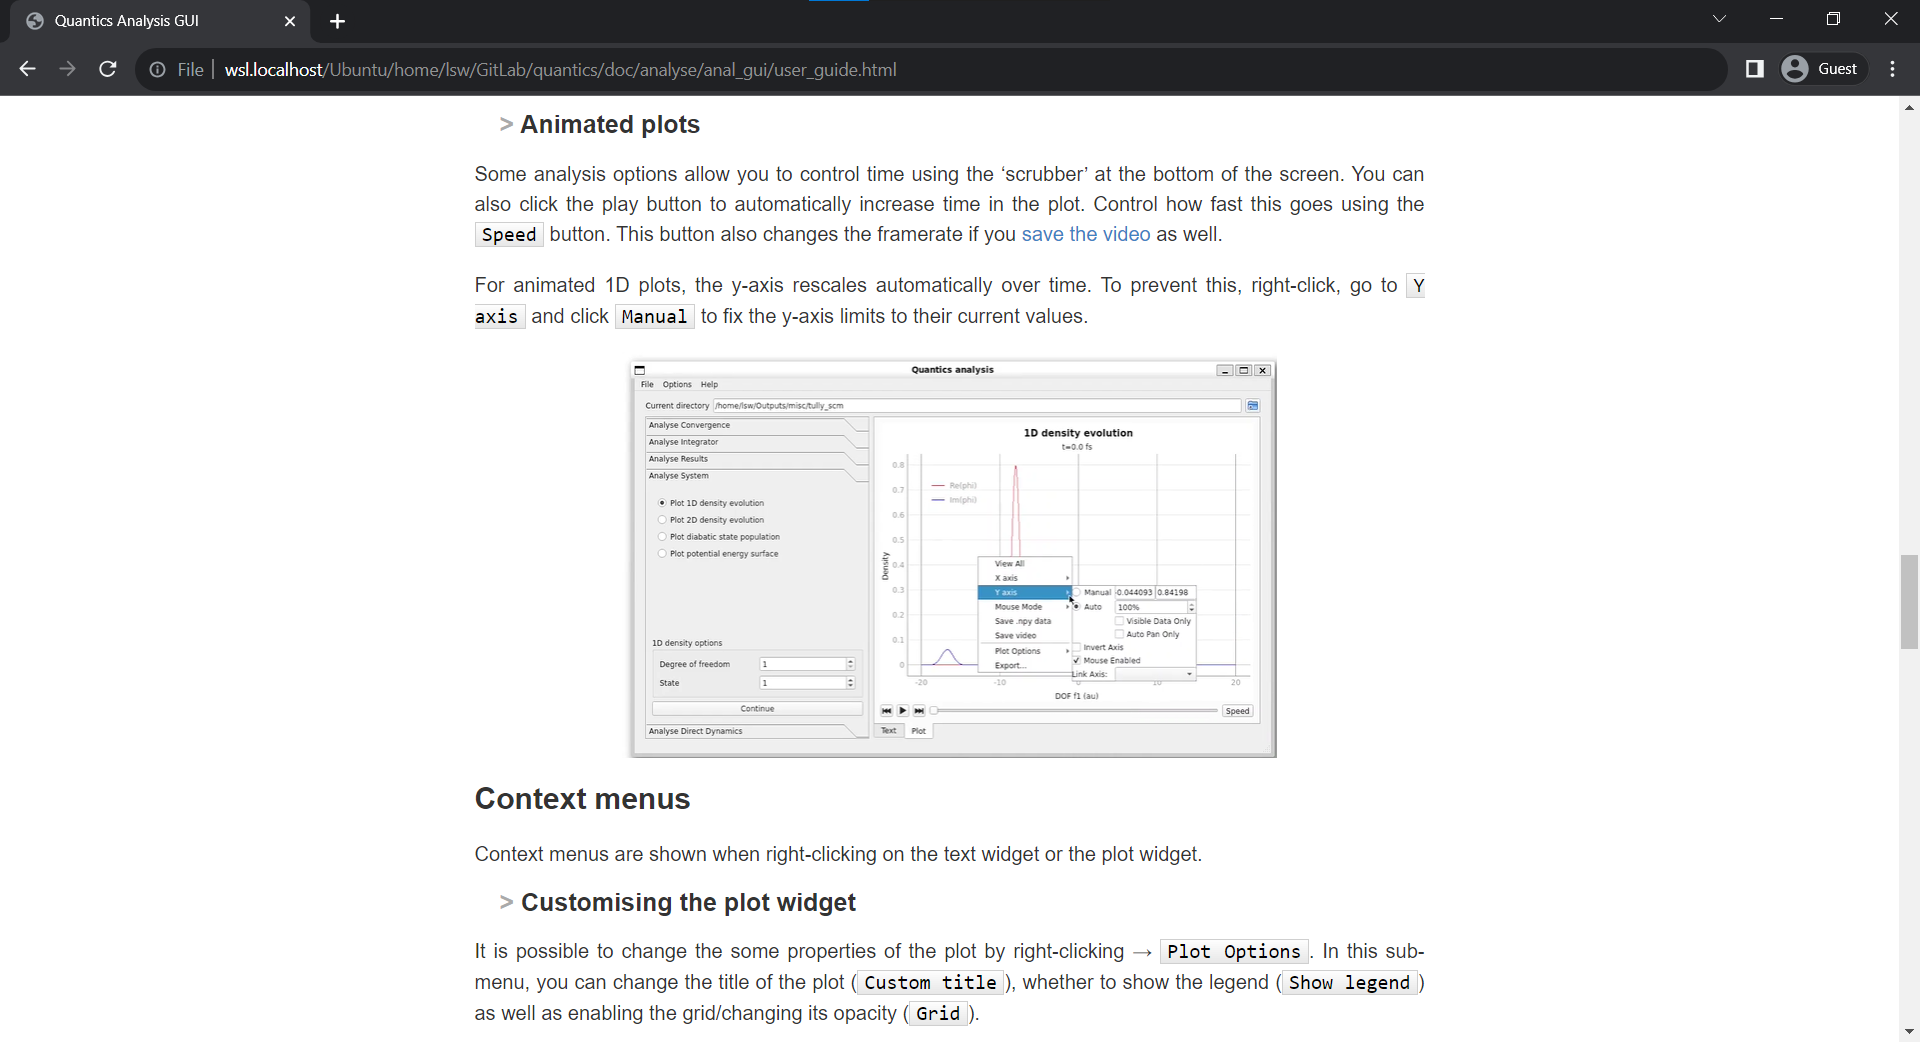 Quantics Analysis GUI
File
wsl.localhost/Ubuntu/home/lsw/GitLab/quantics/doc/analyse/anal_gui/user_guide.html
Guest
> Animated plots
Some analysis options allow you to control time using the ‘scrubber’ at the bottom of the screen. You can
also click the play button to automatically increase time in the plot. Control how fast this goes using the
Speed button. This button also changes the framerate if you save the video as well.
For animated 1D plots, the y-axis rescales automatically over time. To prevent this, right-click, go to Y
axis and click Manual to fix the y-axis limits to their current values.
Quantics analysis
File Options Help
Current directory /home/lsw/Outputs/misc/tully_scm
Analyse Convergence
Analyse Integrator
Analyse Results
Analyse System
Plot 1D density evolution
Plot 2D density evolution
Plot diabatic state population
Plot potential energy surface
1D density options
Degree of freedom 1
State 1
Continue
Analyse Direct Dynamics
1D density evolution
t=0.0 fs
Re(phi)
Im(phi)
0.8
0.7
0.6
0.5
0.4
0.3
0.2
0.1
0
Density
View All
X axis
Y axis
Mouse Mode
Save .npy data
Save video
Plot Options
Export...
Manual -0.044093 0.84198
Auto 100%
Visible Data Only
Auto Pan Only
Invert Axis
Mouse Enabled
Link Axis:
-20 -10 0 10 20
DOF f1 (au)
Speed
Text Plot
Context menus
Context menus are shown when right-clicking on the text widget or the plot widget.
> Customising the plot widget
It is possible to change the some properties of the plot by right-clicking → Plot Options . In this sub-
menu, you can change the title of the plot ( Custom title ), whether to show the legend ( Show legend )
as well as enabling the grid/changing its opacity ( Grid ).